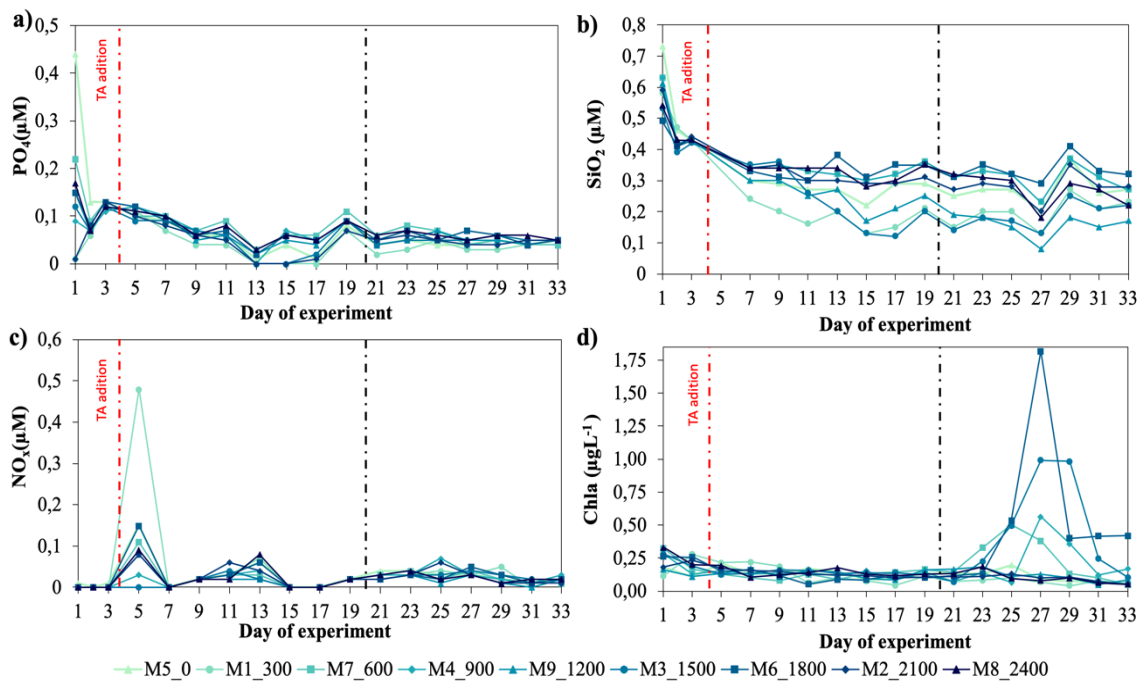 a)
0,5
0,4
0,3
0,2
0,1
0
PO4(µM)
TA adition
1 3 5 7 9 11 13 15 17 19 21 23 25 27 29 31 33
Day of experiment
b)
0,8
0,7
0,6
0,5
0,4
0,3
0,2
0,1
0
SiO2 (µM)
TA adition
1 3 5 7 9 11 13 15 17 19 21 23 25 27 29 31 33
Day of experiment
c)
0,6
0,5
0,4
0,3
0,2
0,1
0
NOx(µM)
TA adition
1 3 5 7 9 11 13 15 17 19 21 23 25 27 29 31 33
Day of experiment
d)
1,75
1,50
1,25
1,00
0,75
0,50
0,25
0,00
Chla (µgL-1)
TA adition
1 3 5 7 9 11 13 15 17 19 21 23 25 27 29 31 33
Day of experiment
M5_0 M1_300 M7_600 M4_900 M9_1200 M3_1500 M6_1800 M2_2100 M8_2400